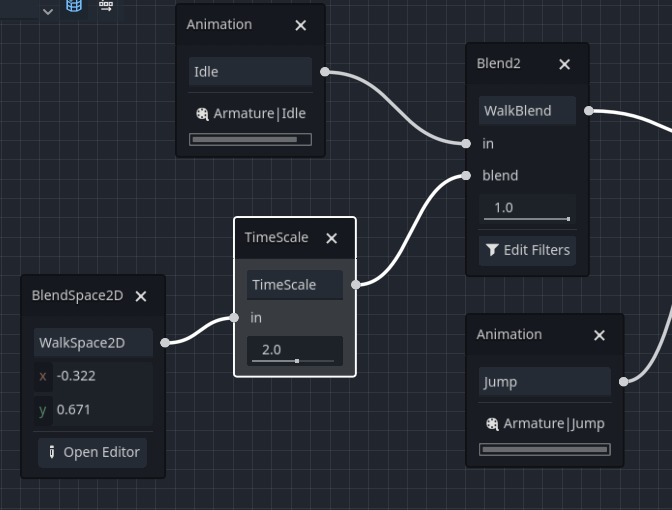 Animation
Idle
Armature|Idle
Blend2
WalkBlend
in
blend
1.0
Edit Filters
TimeScale
TimeScale
in
2.0
BlendSpace2D
WalkSpace2D
x -0.322
y 0.671
Open Editor
Animation
Jump
Armature|Jump